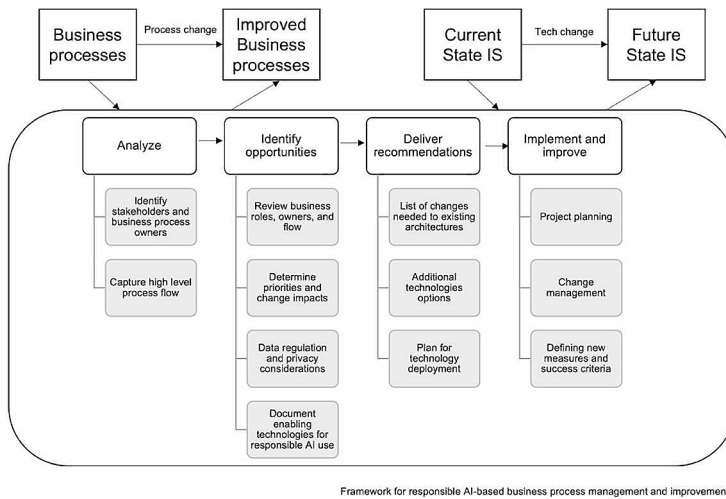 Business
processes
Process change
Improved
Business
processes
Current
State IS
Tech change
Future
State IS
Analyze
Identify
opportunities
Deliver
recommendations
Implement and
improve
Identify
stakeholders and
business process
owners
Capture high level
process flow
Review business
roles, owners, and
flow
Determine
priorities and
change impacts
Data regulation
and privacy
considerations
Document
enabling
technologies for
responsible AI use
List of changes
needed to existing
architectures
Additional
technologies
options
Plan for
technology
deployment
Project planning
Change
management
Defining new
measures and
success criteria
Framework for responsible AI-based business process management and improvemen